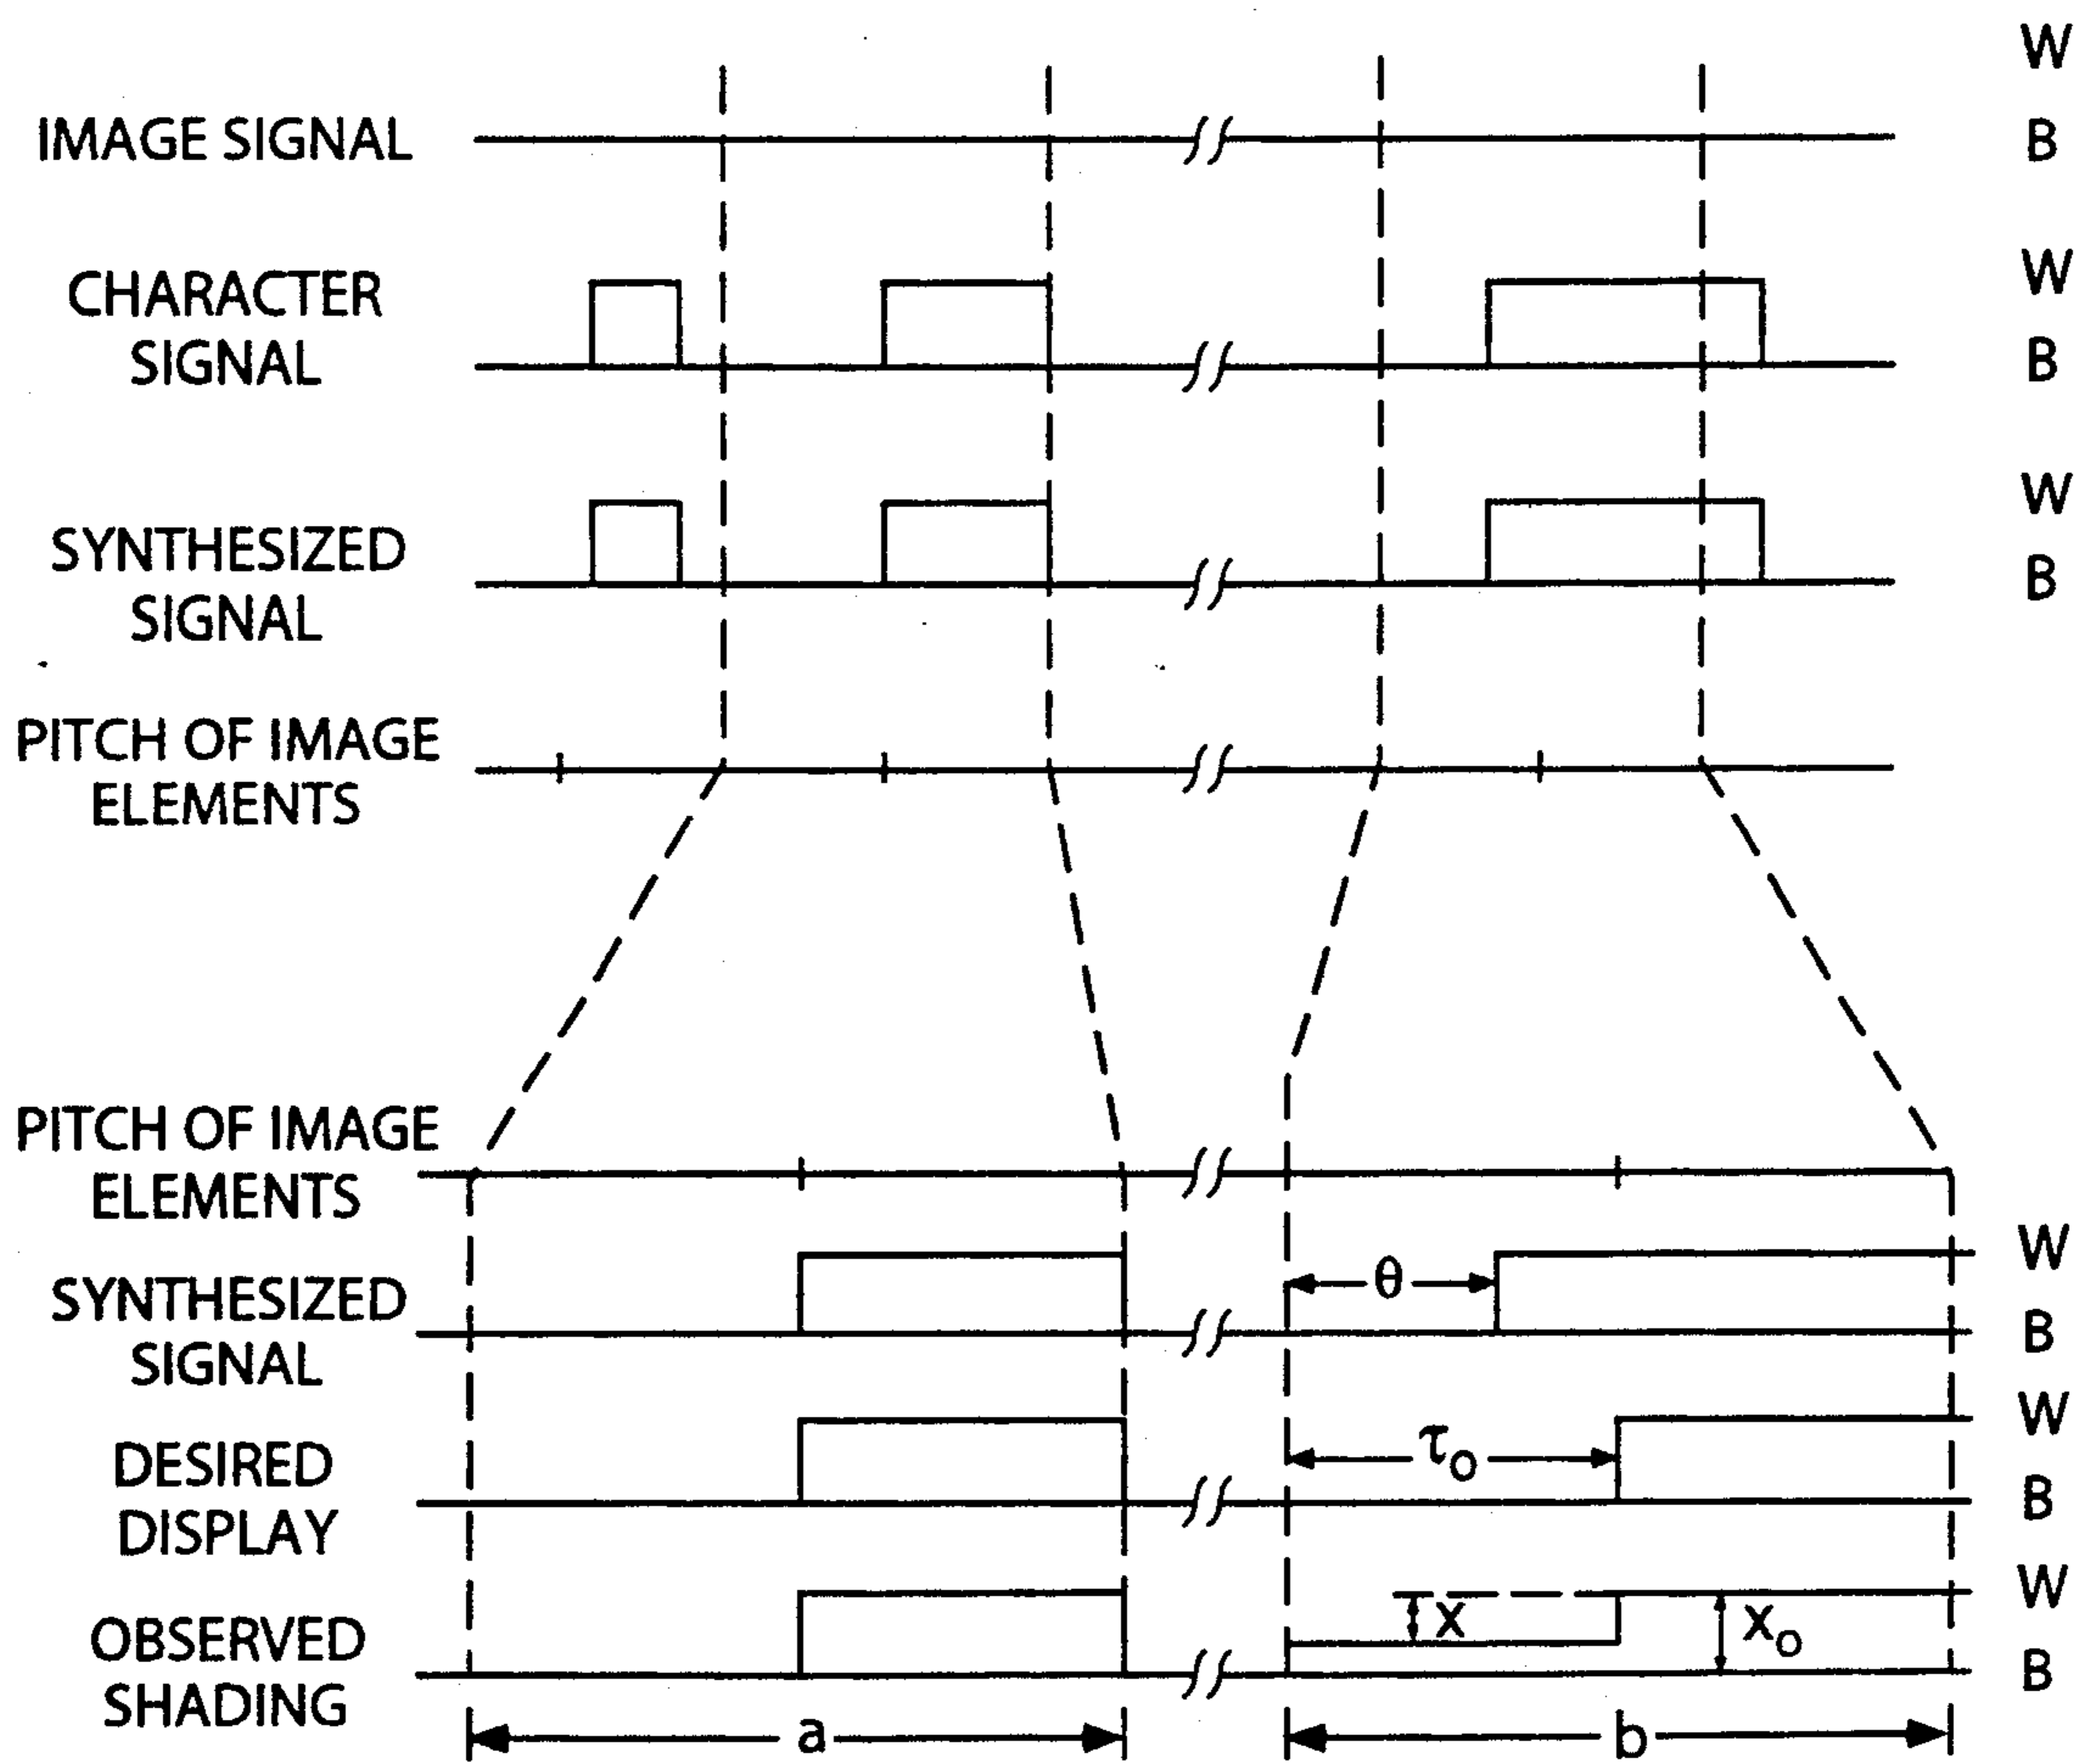 W
IMAGE SIGNAL B
CHARACTER W
SIGNAL B
W
SYNTHESIZED
B
SIGNAL
PITCH OF IMAGE
ELEMENTS
PITCH OF IMAGE
ELEMENTS
W
SYNTHESIZED θ
SIGNAL B
W
DESIRED τo
DISPLAY B
W
OBSERVED X Xo
SHADING B
a b